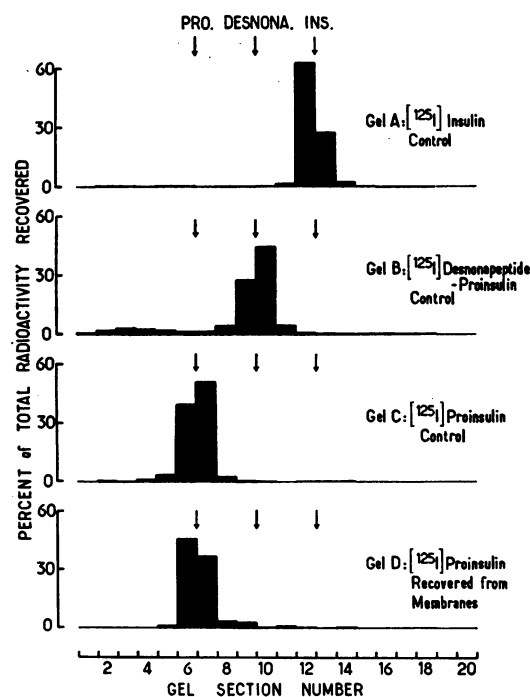 PRO. DESNONA. INS.
60
30
0
Gel A:[¹²⁵I] Insulin
Control
60
30
0
Gel B:[¹²⁵I] Desnonapeptide
-Proinsulin
Control
60
30
0
Gel C:[¹²⁵I] Proinsulin
Control
60
30
0
Gel D:[¹²⁵I] Proinsulin
Recovered from
Membranes
PERCENT of TOTAL RADIOACTIVITY RECOVERED
2 4 6 8 10 12 14 16 18 20
GEL SECTION NUMBER